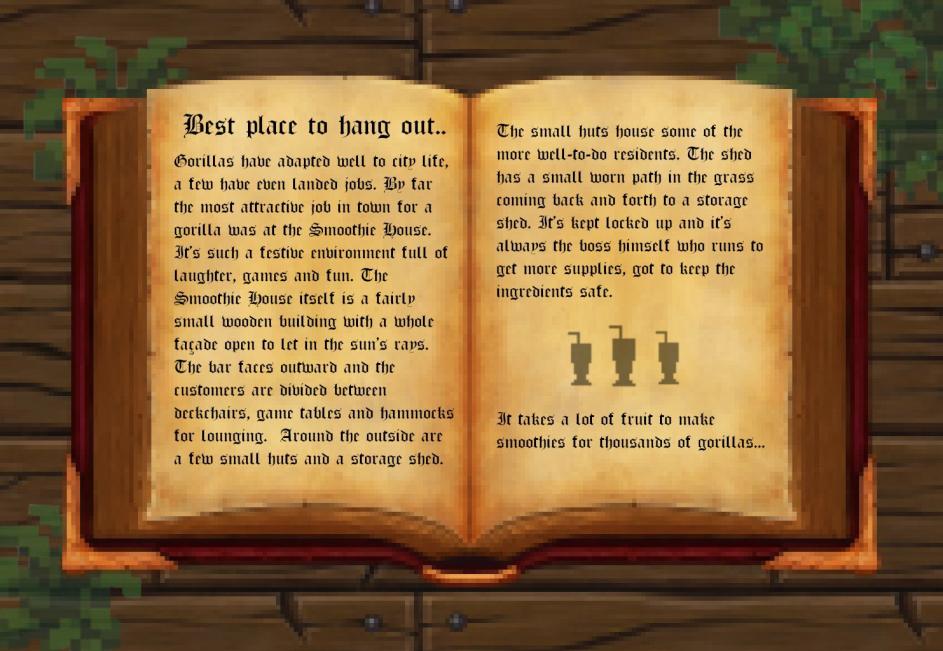 Best place to hang out..
Gorillas have adapted well to city life,
a few have even landed jobs. By far
the most attractive job in town for a
gorilla was at the Smoothie House.
It's such a festive environment full of
laughter, games and fun. The
Smoothie House itself is a fairly
small wooden building with a whole
façade open to let in the sun's rays.
The bar faces outward and the
customers are divided between
deckchairs, game tables and hammocks
for lounging. Around the outside are
a few small huts and a storage shed.
The small huts house some of the
more well-to-do residents. The shed
has a small worn path in the grass
coming back and forth to a storage
shed. It's kept locked up and it's
always the boss himself who runs to
get more supplies, got to keep the
ingredients safe.
It takes a lot of fruit to make
smoothies for thousands of gorillas...